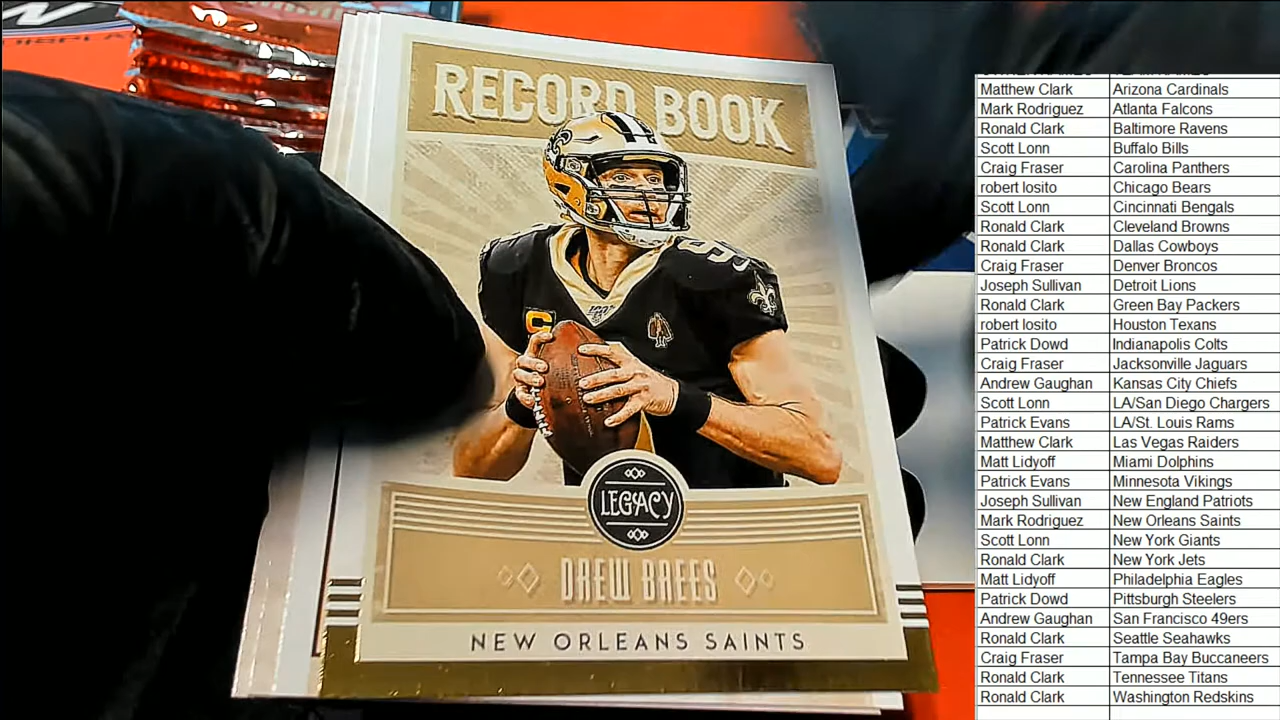 RECORD BOOK
LEGACY
DREW BREES
NEW ORLEANS SAINTS
Matthew Clark Arizona Cardinals
Mark Rodriguez Atlanta Falcons
Ronald Clark Baltimore Ravens
Scott Lonn Buffalo Bills
Craig Fraser Carolina Panthers
robert losito Chicago Bears
Scott Lonn Cincinnati Bengals
Ronald Clark Cleveland Browns
Ronald Clark Dallas Cowboys
Craig Fraser Denver Broncos
Joseph Sullivan Detroit Lions
Ronald Clark Green Bay Packers
robert losito Houston Texans
Patrick Dowd Indianapolis Colts
Craig Fraser Jacksonville Jaguars
Andrew Gaughan Kansas City Chiefs
Scott Lonn LA/San Diego Chargers
Patrick Evans LA/St. Louis Rams
Matthew Clark Las Vegas Raiders
Matt Lidyoff Miami Dolphins
Patrick Evans Minnesota Vikings
Joseph Sullivan New England Patriots
Mark Rodriguez New Orleans Saints
Scott Lonn New York Giants
Ronald Clark New York Jets
Matt Lidyoff Philadelphia Eagles
Patrick Dowd Pittsburgh Steelers
Andrew Gaughan San Francisco 49ers
Ronald Clark Seattle Seahawks
Craig Fraser Tampa Bay Buccaneers
Ronald Clark Tennessee Titans
Ronald Clark Washington Redskins